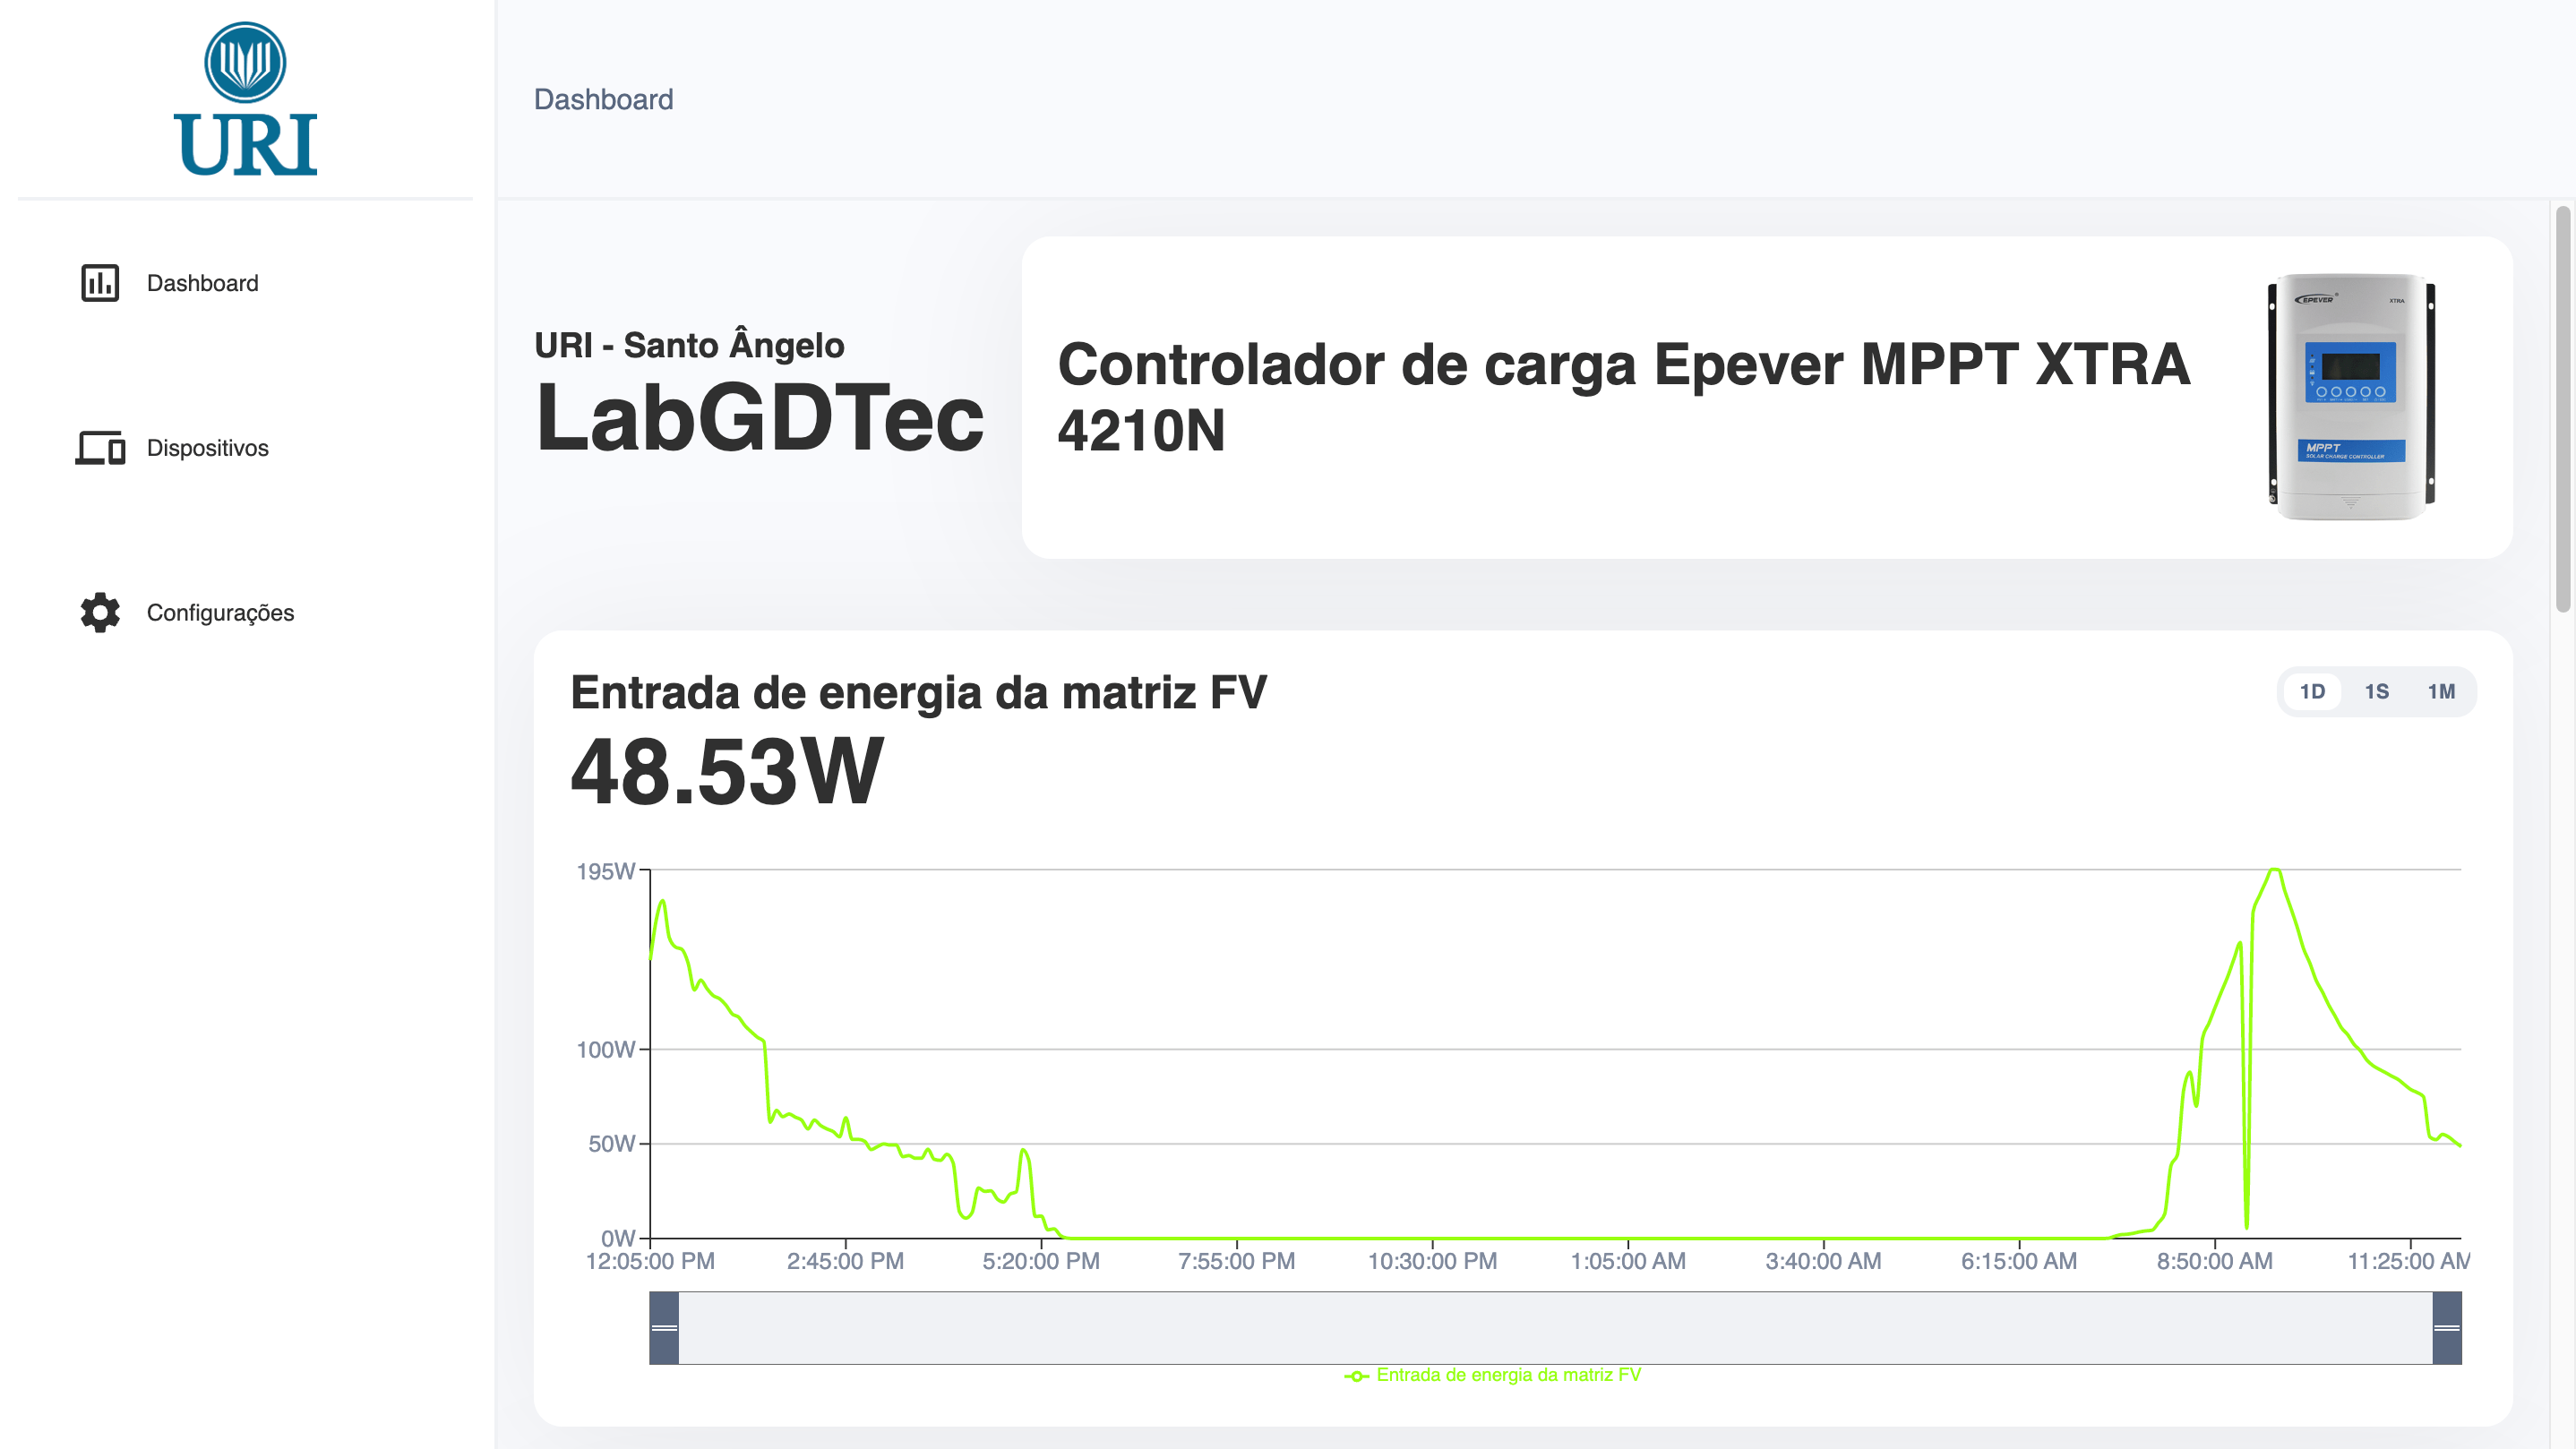 URI
Dashboard
Dashboard
Dispositivos
Configurações
URI - Santo Ângelo
LabGDTec
Controlador de carga Epever MPPT XTRA
4210N
EPEVER
XTRA
MPPT
SOLAR CHARGE CONTROLLER
Entrada de energia da matriz FV
1D 1S 1M
48.53W
195W
100W
50W
0W
12:05:00 PM 2:45:00 PM 5:20:00 PM 7:55:00 PM 10:30:00 PM 1:05:00 AM 3:40:00 AM 6:15:00 AM 8:50:00 AM 11:25:00 AM
Entrada de energia da matriz FV